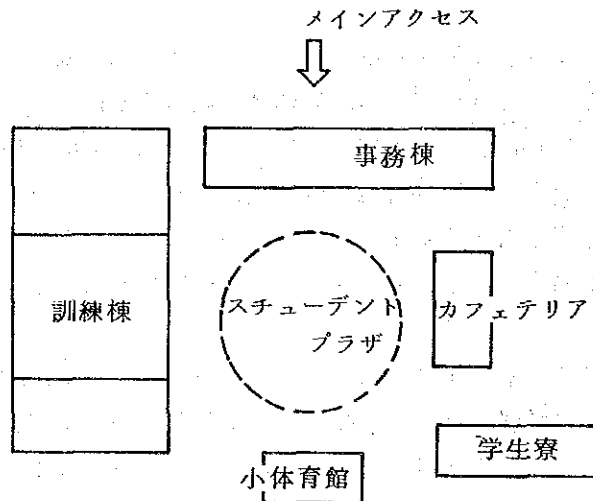 メインアクセス
事務棟
訓練棟
スチューデント
プラザ
カフェテリア
学生寮
小体育館